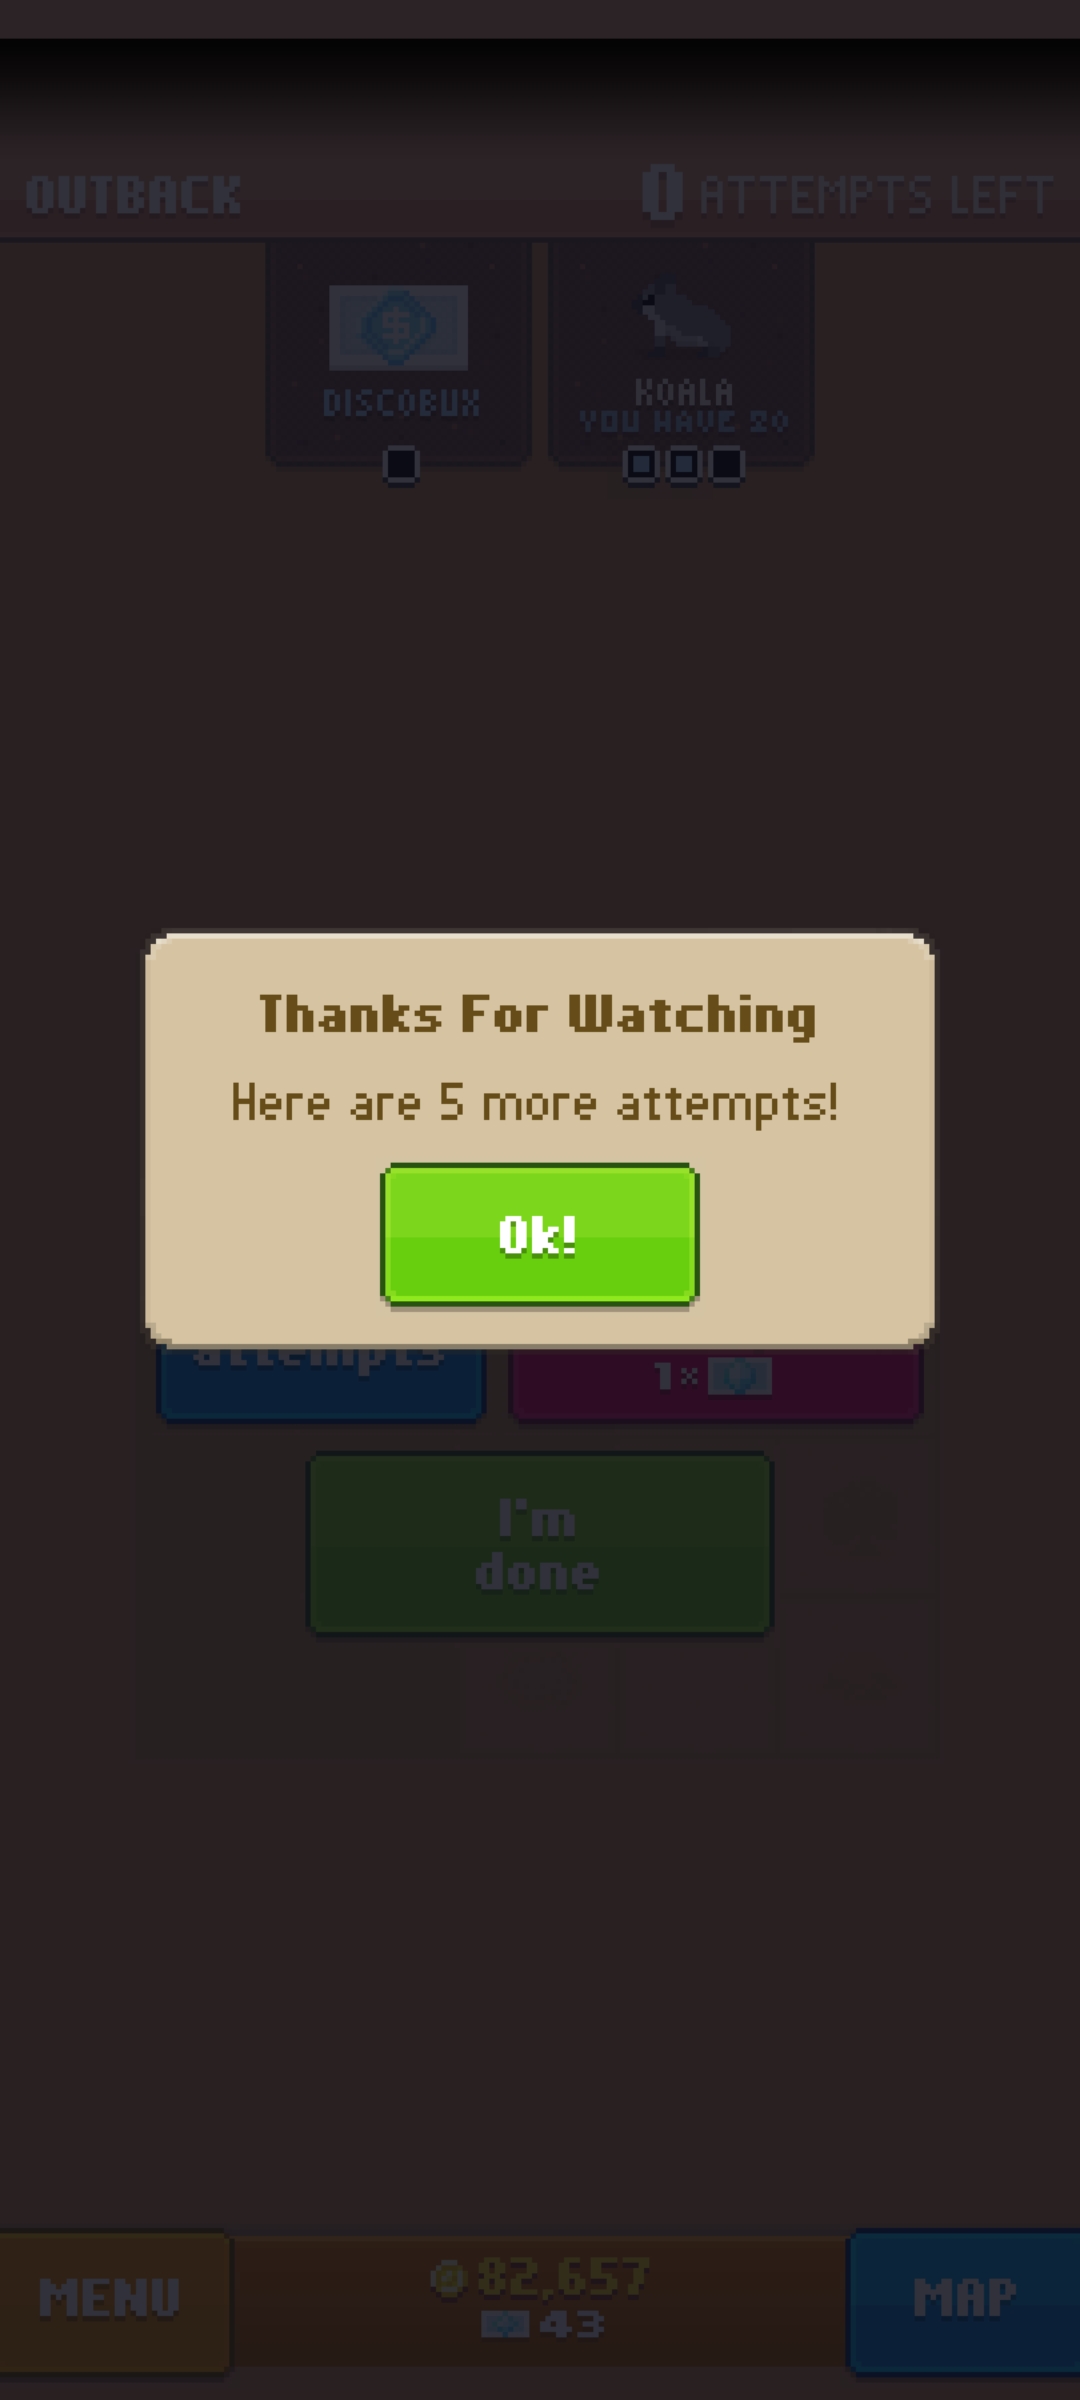 OUTBACK
0 ATTEMPTS LEFT
$
DISCOBUX
KOALA
YOU HAVE 20
Thanks For Watching
Here are 5 more attempts!
Ok!
attempts
1×
I'm
done
MENU
82,657
43
MAP